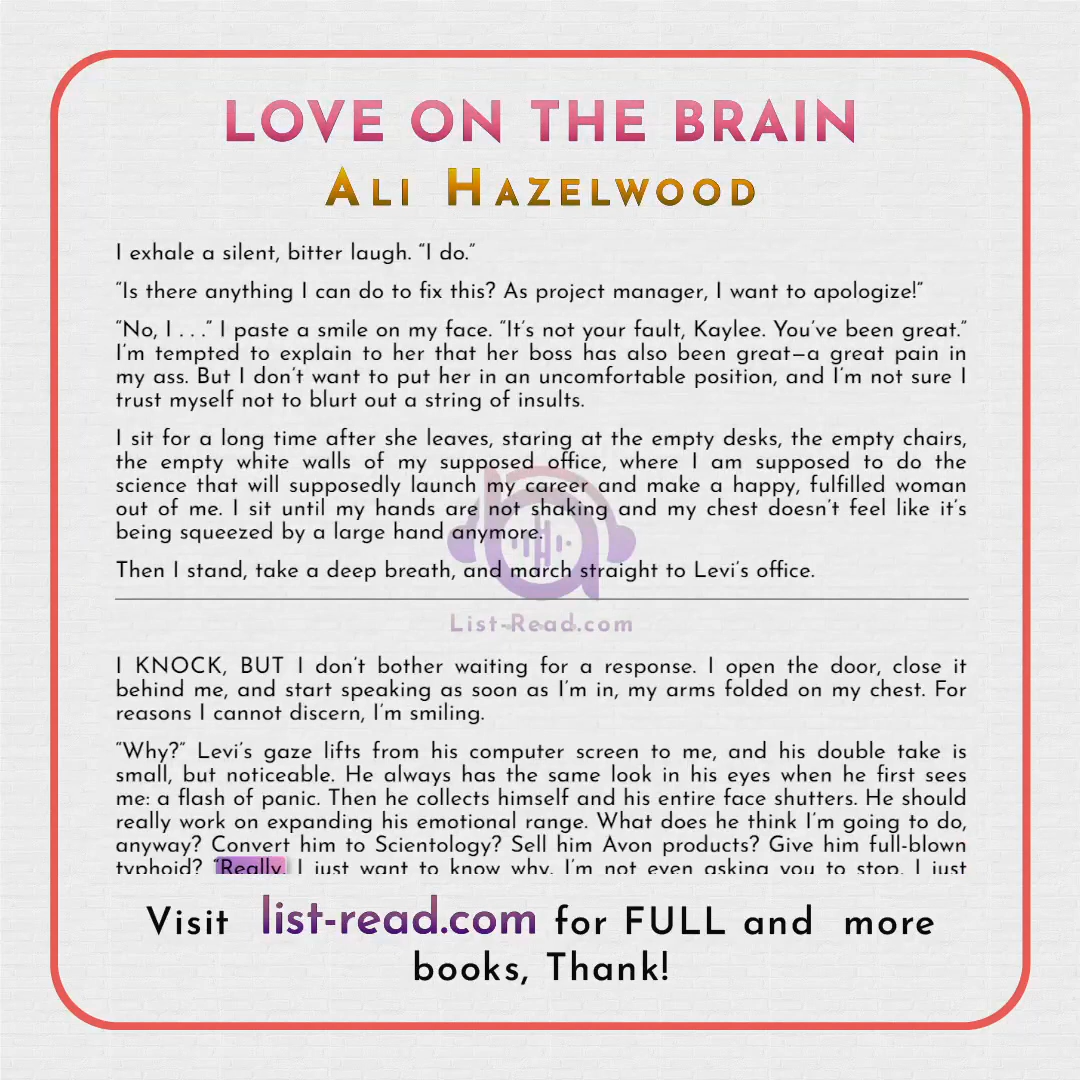 LOVE ON THE BRAIN
ALI HAZELWOOD
I exhale a silent, bitter laugh. “I do.”
“Is there anything I can do to fix this? As project manager, I want to apologize!”
“No, I . . .” I paste a smile on my face. “It’s not your fault, Kaylee. You’ve been great.”
I’m tempted to explain to her that her boss has also been great—a great pain in
my ass. But I don’t want to put her in an uncomfortable position, and I’m not sure I
trust myself not to blurt out a string of insults.
I sit for a long time after she leaves, staring at the empty desks, the empty chairs,
the empty white walls of my supposed office, where I am supposed to do the
science that will supposedly launch my career and make a happy, fulfilled woman
out of me. I sit until my hands are not shaking and my chest doesn’t feel like it’s
being squeezed by a large hand anymore.
Then I stand, take a deep breath, and march straight to Levi’s office.
List-Read.com
I KNOCK, BUT I don’t bother waiting for a response. I open the door, close it
behind me, and start speaking as soon as I’m in, my arms folded on my chest. For
reasons I cannot discern, I’m smiling.
“Why?” Levi’s gaze lifts from his computer screen to me, and his double take is
small, but noticeable. He always has the same look in his eyes when he first sees
me: a flash of panic. Then he collects himself and his entire face shutters. He should
really work on expanding his emotional range. What does he think I’m going to do,
anyway? Convert him to Scientology? Sell him Avon products? Give him full-blown
typhoid? “Really, I just want to know why. I’m not even asking you to stop. I just
Visit list-read.com for FULL and more
books, Thank!